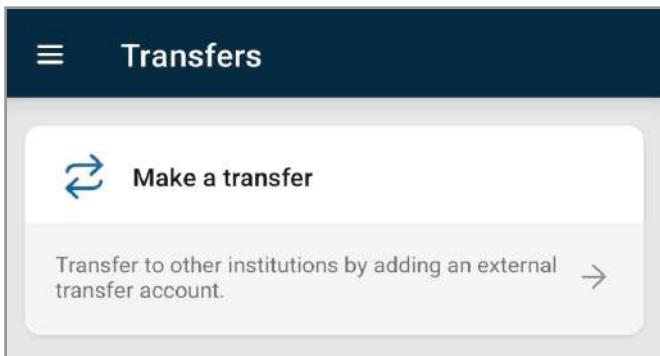 Transfers
Make a transfer
Transfer to other institutions by adding an external
transfer account.